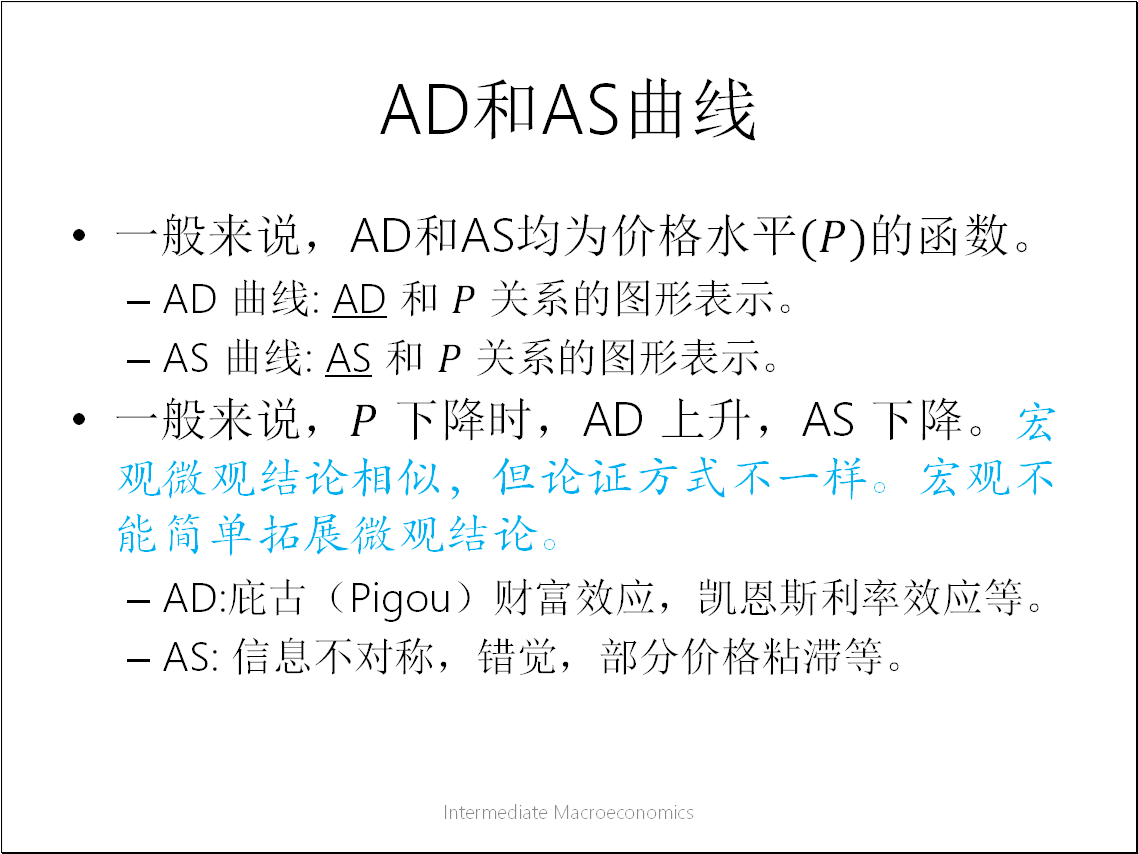 AD和AS曲线
• 一般来说，AD和AS均为价格水平(P)的函数。
– AD 曲线: AD 和 P 关系的图形表示。
– AS 曲线: AS 和 P 关系的图形表示。
• 一般来说，P 下降时，AD 上升，AS 下降。宏
观微观结论相似，但论证方式不一样。宏观不
能简单拓展微观结论。
– AD:庇古（Pigou）财富效应，凯恩斯利率效应等。
– AS: 信息不对称，错觉，部分价格粘滞等。
Intermediate Macroeconomics